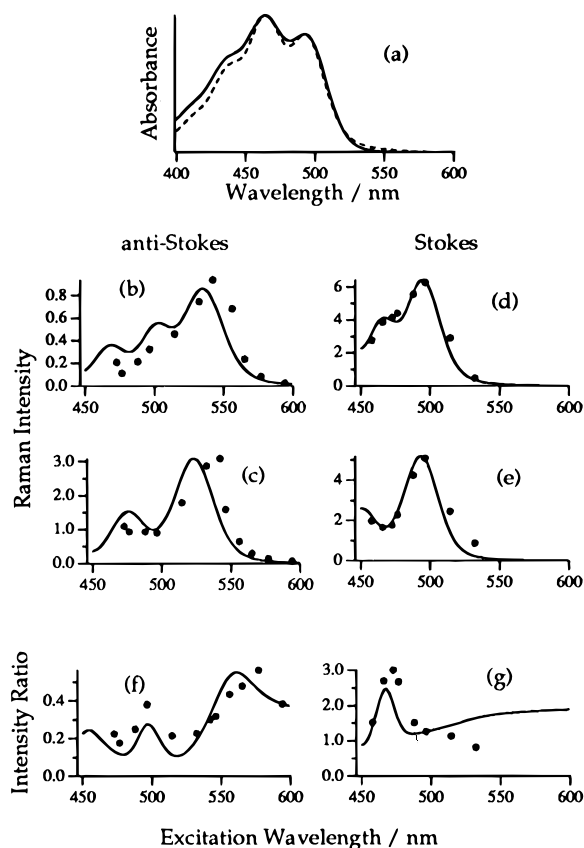 Absorbance
(a)
400 450 500 550 600
Wavelength / nm
anti-Stokes
Stokes
Raman Intensity
(b)
0.8
0.6
0.4
0.2
0.0
450 500 550 600
(d)
6
4
2
0
450 500 550 600
(c)
3.0
2.0
1.0
0.0
450 500 550 600
(e)
4
2
0
450 500 550 600
Intensity Ratio
(f)
0.4
0.2
0.0
450 500 550 600
(g)
3.0
2.0
1.0
0.0
450 500 550 600
Excitation Wavelength / nm